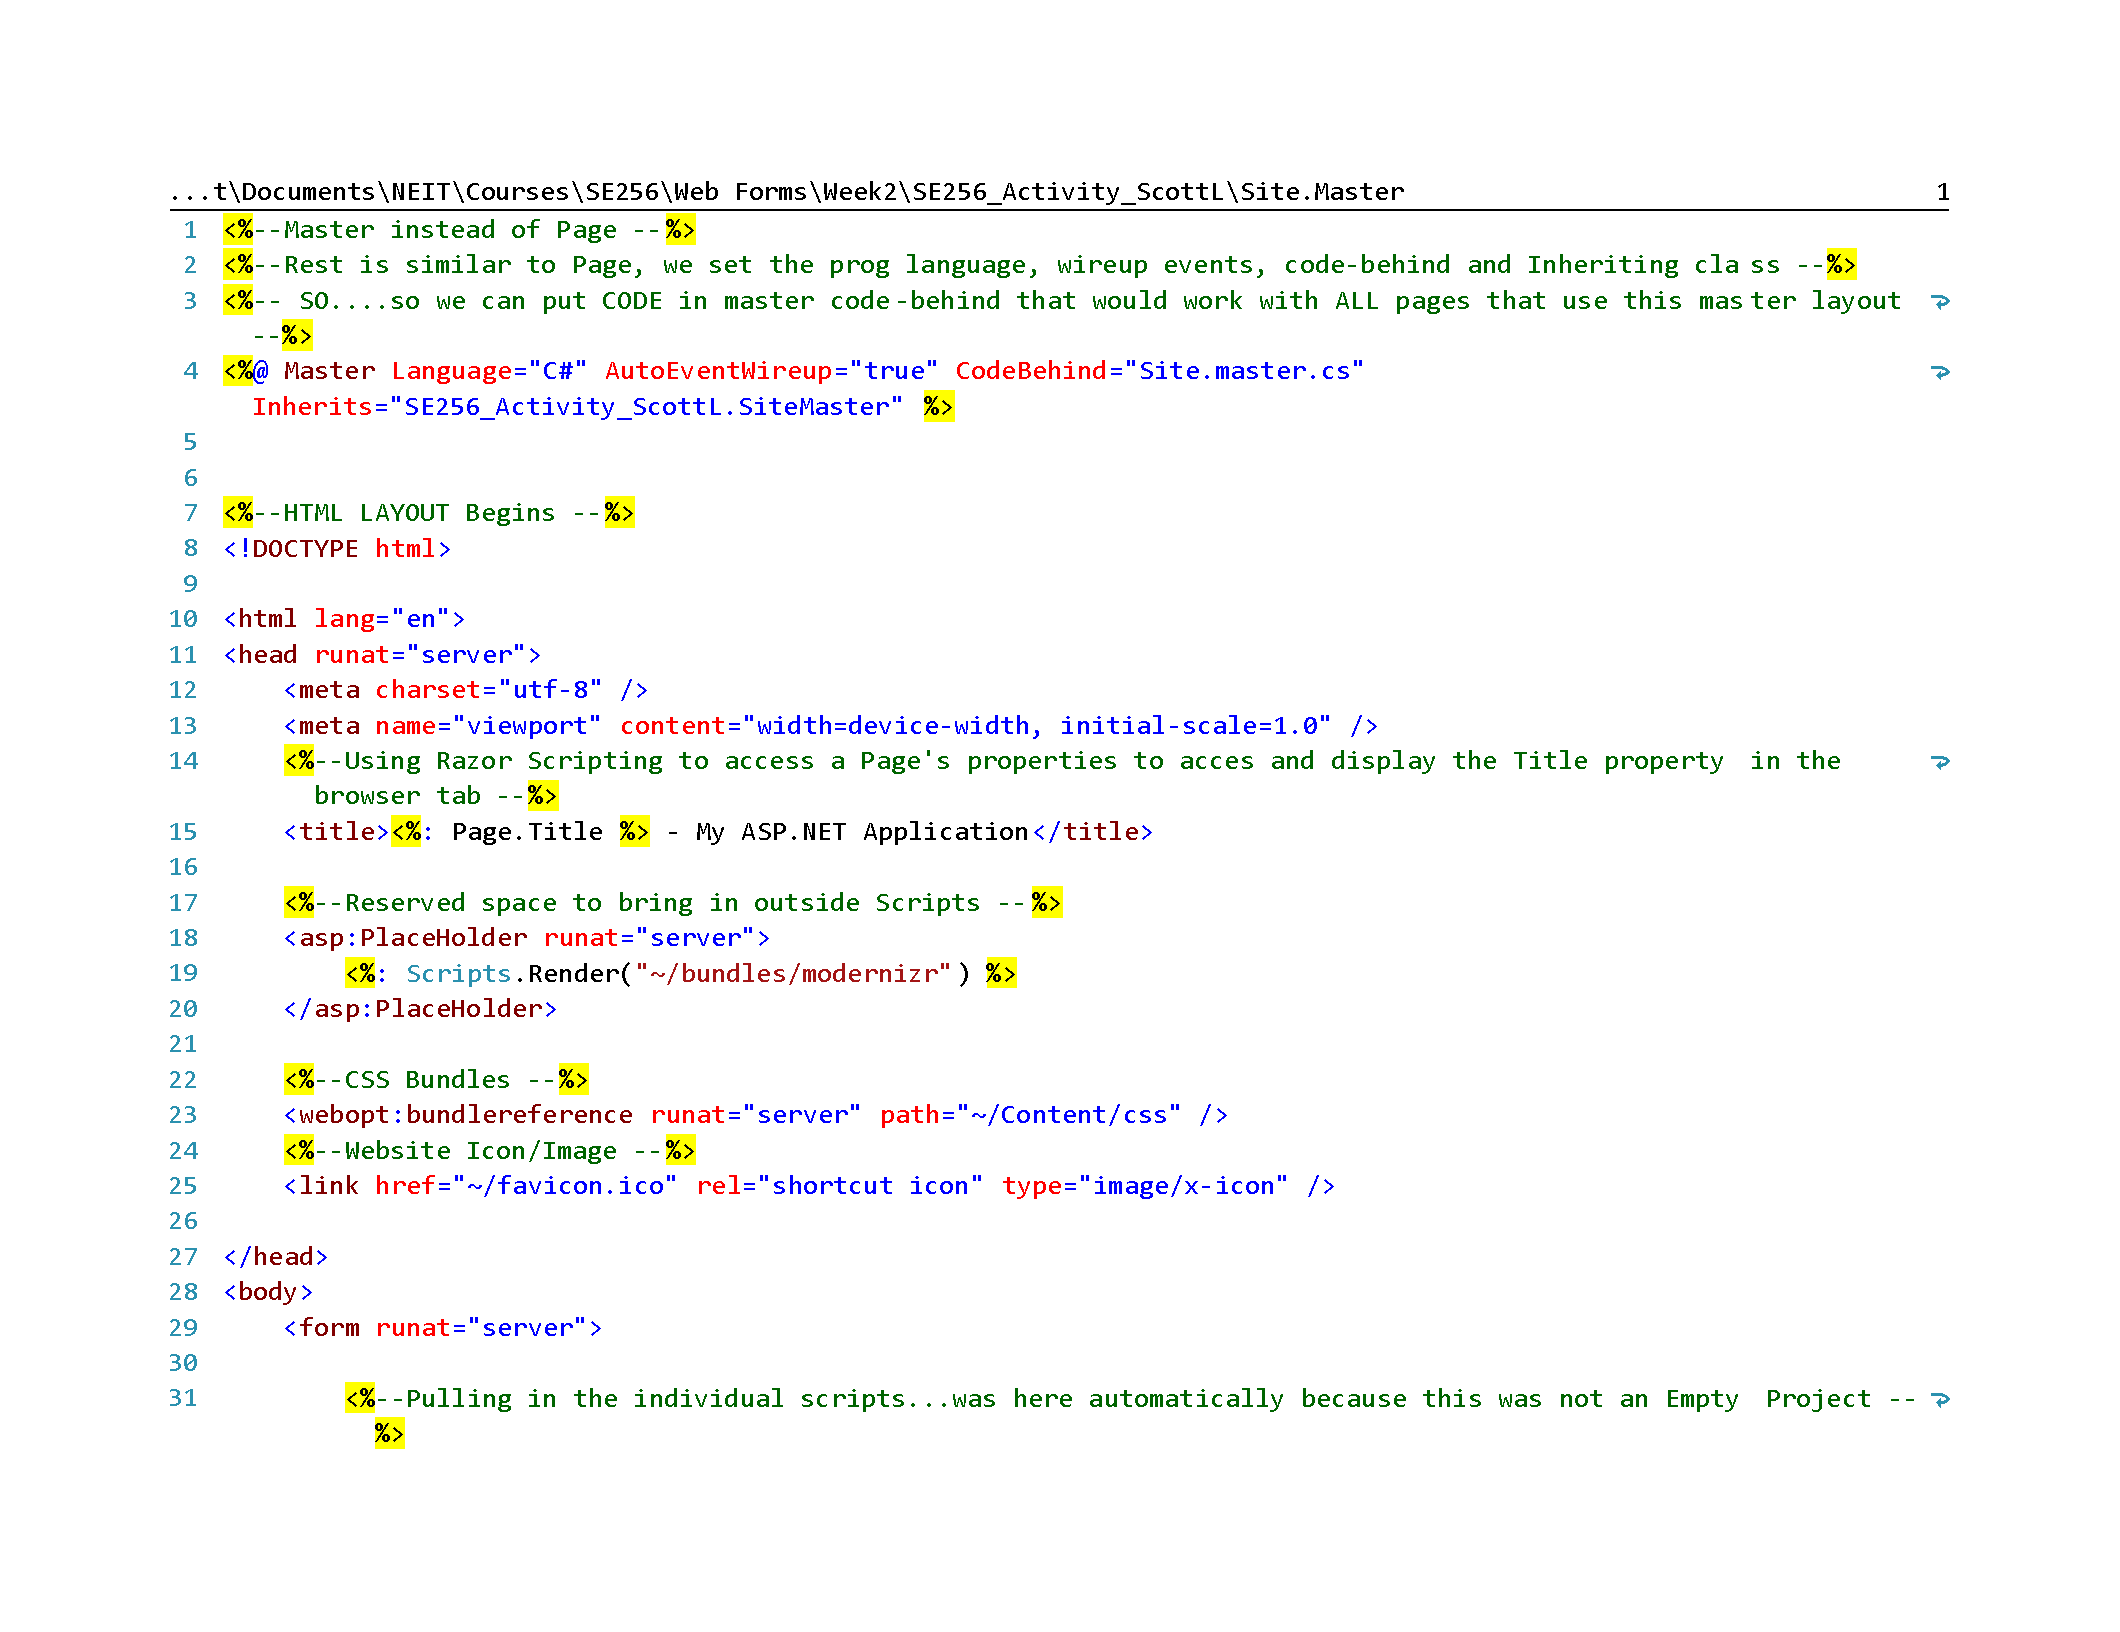 ...t\Documents\NEIT\Courses\SE256\Web Forms\Week2\SE256_Activity_ScottL\Site.Master 1
1 <%--Master instead of Page --%>
2 <%--Rest is similar to Page, we set the prog language, wireup events, code-behind and Inheriting class --%>
3 <%-- SO....so we can put CODE in master code-behind that would work with ALL pages that use this master layout
--%>
4 <%@ Master Language="C#" AutoEventWireup="true" CodeBehind="Site.master.cs"
Inherits="SE256_Activity_ScottL.SiteMaster" %>
5
6
7 <%--HTML LAYOUT Begins --%>
8 <!DOCTYPE html>
9
10 <html lang="en">
11 <head runat="server">
12 <meta charset="utf-8" />
13 <meta name="viewport" content="width=device-width, initial-scale=1.0" />
14 <%--Using Razor Scripting to access a Page's properties to acces and display the Title property in the
browser tab --%>
15 <title><%: Page.Title %> - My ASP.NET Application</title>
16
17 <%--Reserved space to bring in outside Scripts --%>
18 <asp:PlaceHolder runat="server">
19 <%: Scripts.Render("~/bundles/modernizr") %>
20 </asp:PlaceHolder>
21
22 <%--CSS Bundles --%>
23 <webopt:bundlereference runat="server" path="~/Content/css" />
24 <%--Website Icon/Image --%>
25 <link href="~/favicon.ico" rel="shortcut icon" type="image/x-icon" />
26
27 </head>
28 <body>
29 <form runat="server">
30
31 <%--Pulling in the individual scripts...was here automatically because this was not an Empty Project --
%>